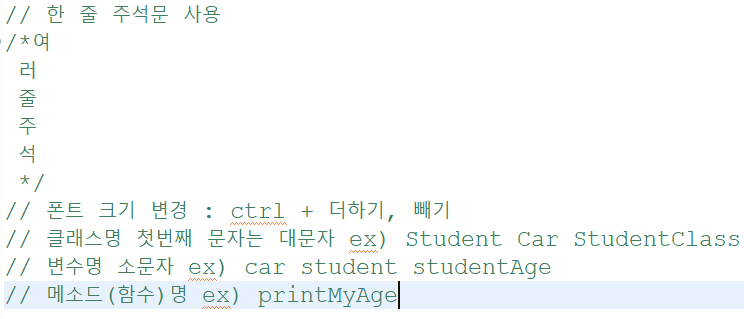 // 한 줄 주석문 사용
/*여
러
줄
주
석
*/
// 폰트 크기 변경 : ctrl + 더하기, 빼기
// 클래스명 첫번째 문자는 대문자 ex) Student Car StudentClass
// 변수명 소문자 ex) car student studentAge
// 메소드(함수)명 ex) printMyAge